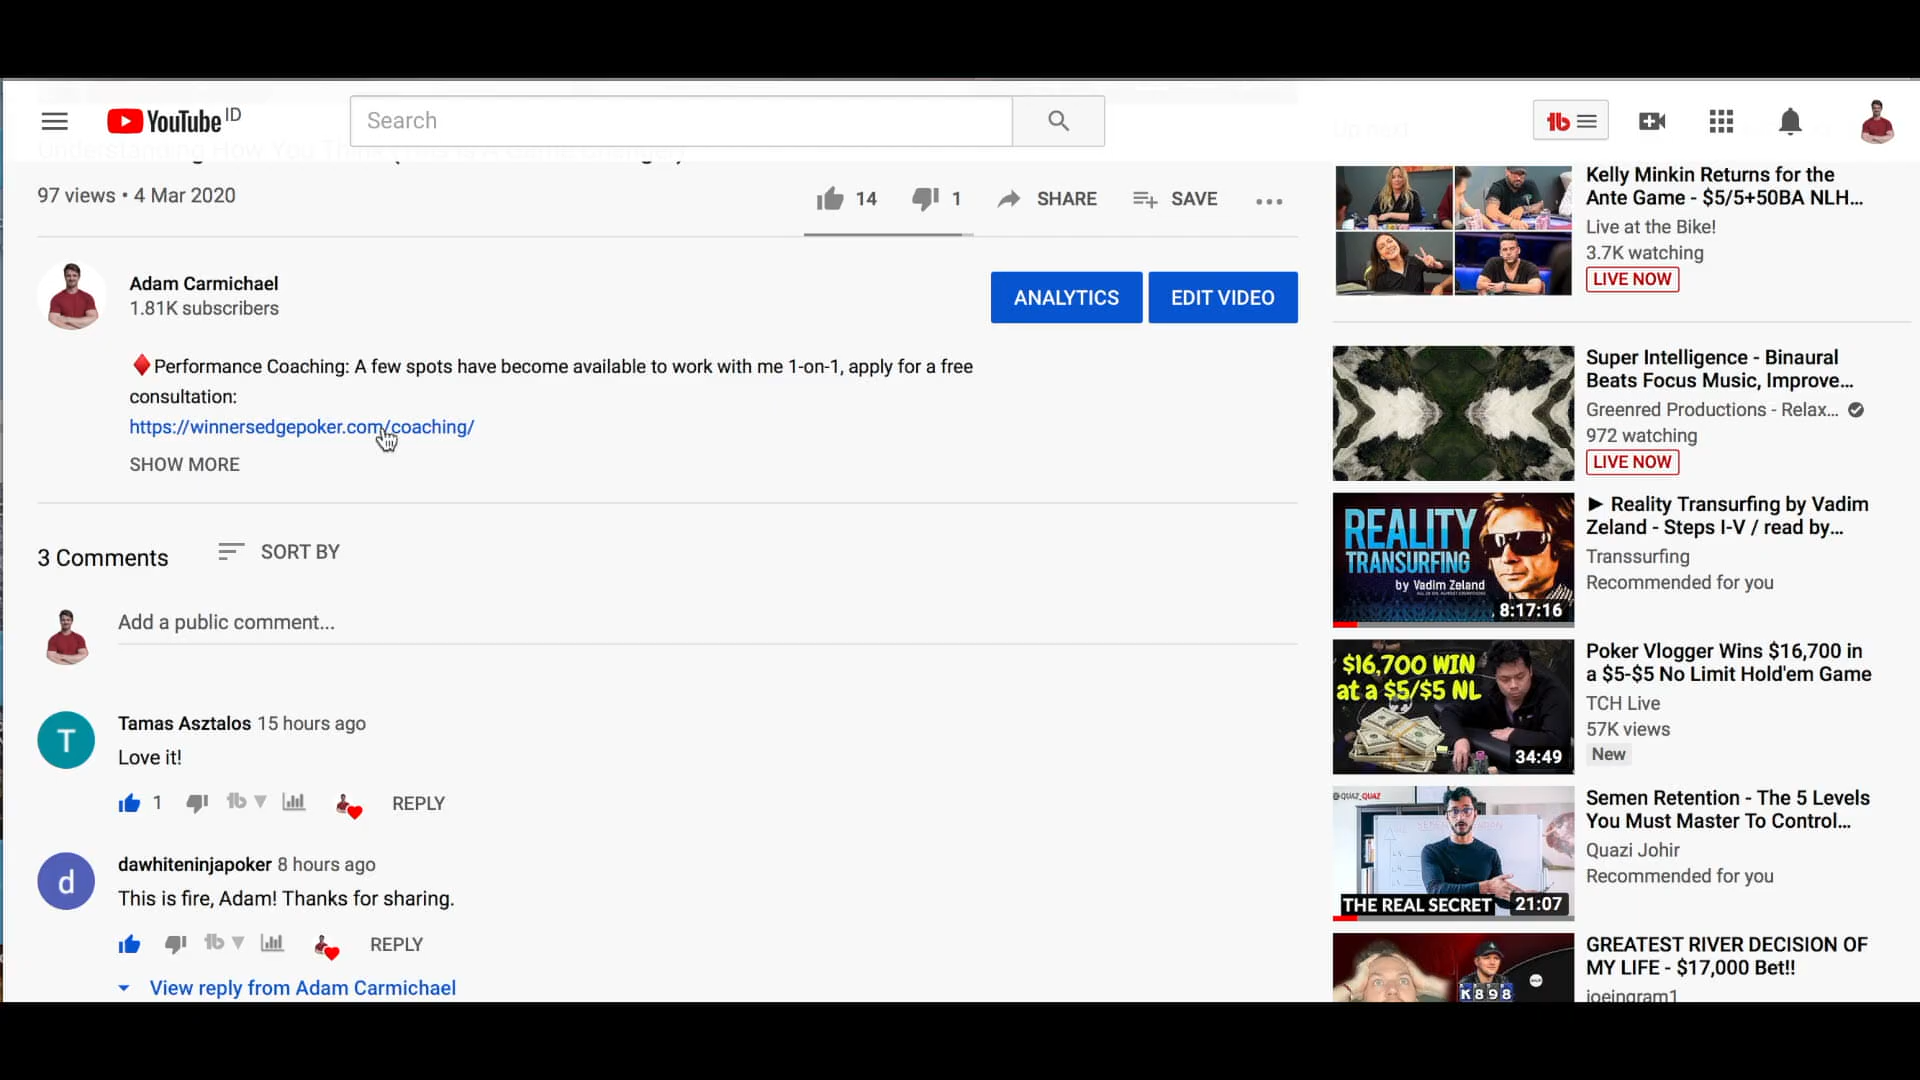 YouTube ID
Search
97 views • 4 Mar 2020
14
1
SHARE
SAVE
Adam Carmichael
1.81K subscribers
ANALYTICS
EDIT VIDEO
Performance Coaching: A few spots have become available to work with me 1-on-1, apply for a free
consultation:
https://winnersedgepoker.com/coaching/
SHOW MORE
3 Comments
SORT BY
Add a public comment...
T
Tamas Asztalos 15 hours ago
Love it!
1
REPLY
d
dawhiteninjapoker 8 hours ago
This is fire, Adam! Thanks for sharing.
REPLY
View reply from Adam Carmichael
Up next
Kelly Minkin Returns for the
Ante Game - $5/5+50BA NLH...
Live at the Bike!
3.7K watching
LIVE NOW
Super Intelligence - Binaural
Beats Focus Music, Improve...
Greenred Productions - Relax...
972 watching
LIVE NOW
REALITY
TRANSURFING
by Vadim Zeland
8:17:16
► Reality Transurfing by Vadim
Zeland - Steps I-V / read by...
Transsurfing
Recommended for you
$16,700 WIN
at a $5/$5 NL
34:49
Poker Vlogger Wins $16,700 in
a $5-$5 No Limit Hold'em Game
TCH Live
57K views
New
@QUAZ_QUAZ
THE REAL SECRET
21:07
Semen Retention - The 5 Levels
You Must Master To Control...
Quazi Johir
Recommended for you
K 8 9 8
GREATEST RIVER DECISION OF
MY LIFE - $17,000 Bet!!
joeingram1